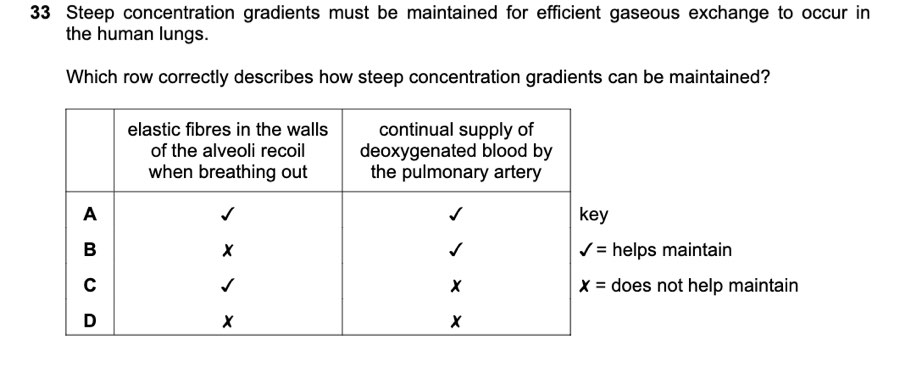 33 Steep concentration gradients must be maintained for efficient gaseous exchange to occur in
the human lungs.
Which row correctly describes how steep concentration gradients can be maintained?
elastic fibres in the walls
of the alveoli recoil
when breathing out
continual supply of
deoxygenated blood by
the pulmonary artery
A ✓ ✓ key
B ✗ ✓ ✓ = helps maintain
C ✓ ✗ ✗ = does not help maintain
D ✗ ✗